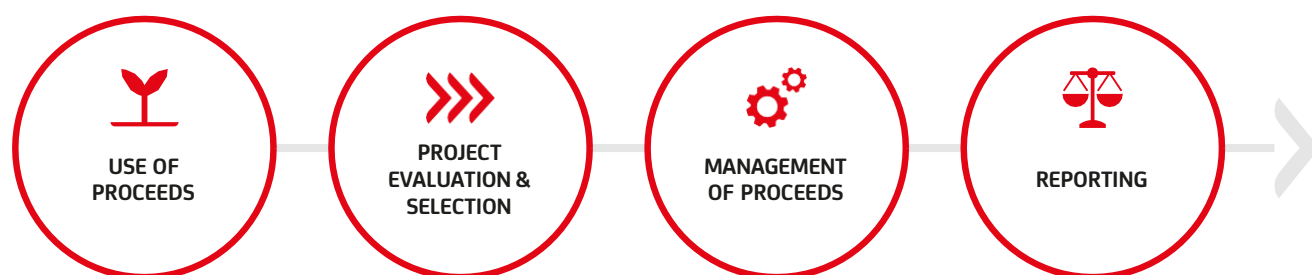 USE OF
PROCEEDS
PROJECT
EVALUATION &
SELECTION
MANAGEMENT
OF PROCEEDS
REPORTING